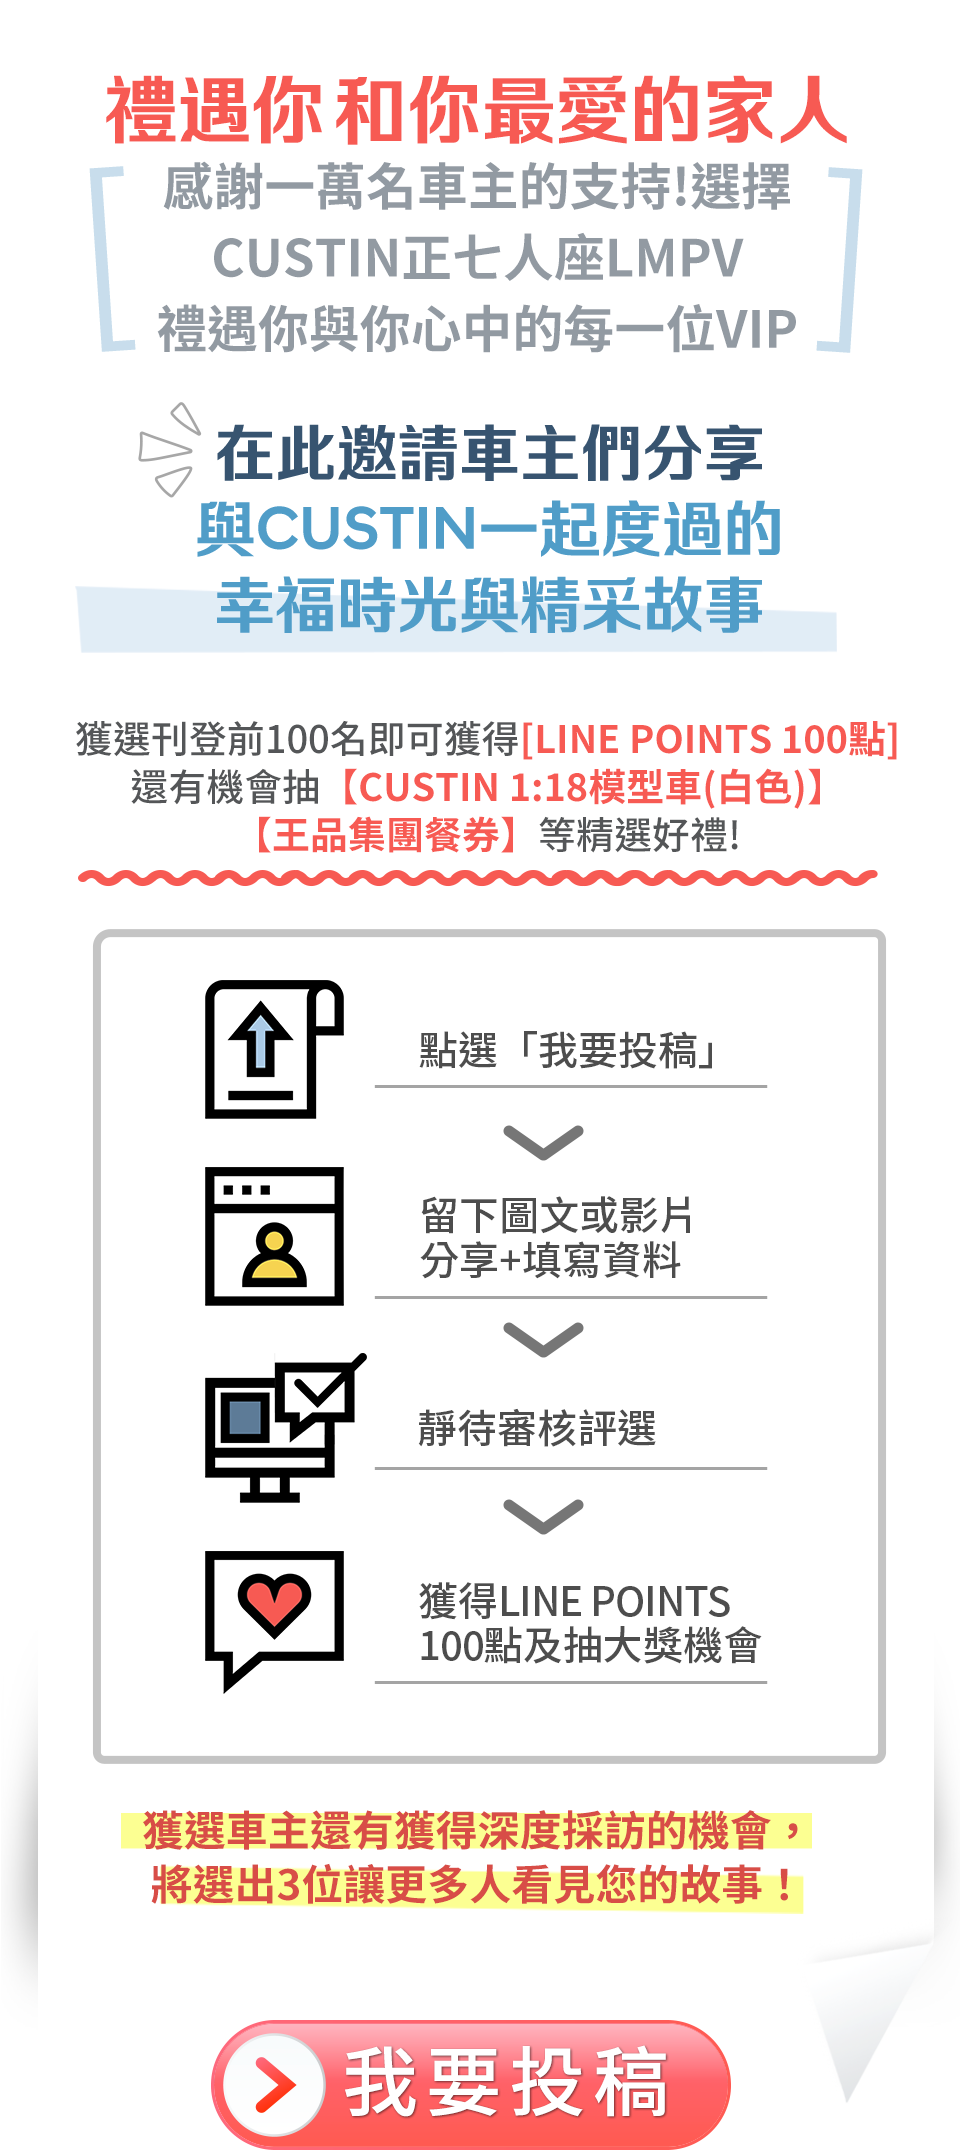 禮遇你 和你最愛的家人
感謝一萬名車主的支持!選擇
CUSTIN正七人座LMPV
禮遇你與你心中的每一位VIP
在此邀請車主們分享
與CUSTIN一起度過的
幸福時光與精采故事
獲選刊登前100名即可獲得[LINE POINTS 100點]
還有機會抽【CUSTIN 1:18模型車(白色)】
【王品集團餐券】等精選好禮!
點選「我要投稿」
留下圖文或影片
分享+填寫資料
靜待審核評選
獲得LINE POINTS
100點及抽大獎機會
獲選車主還有獲得深度採訪的機會，
將選出3位讓更多人看見您的故事！
我要投稿